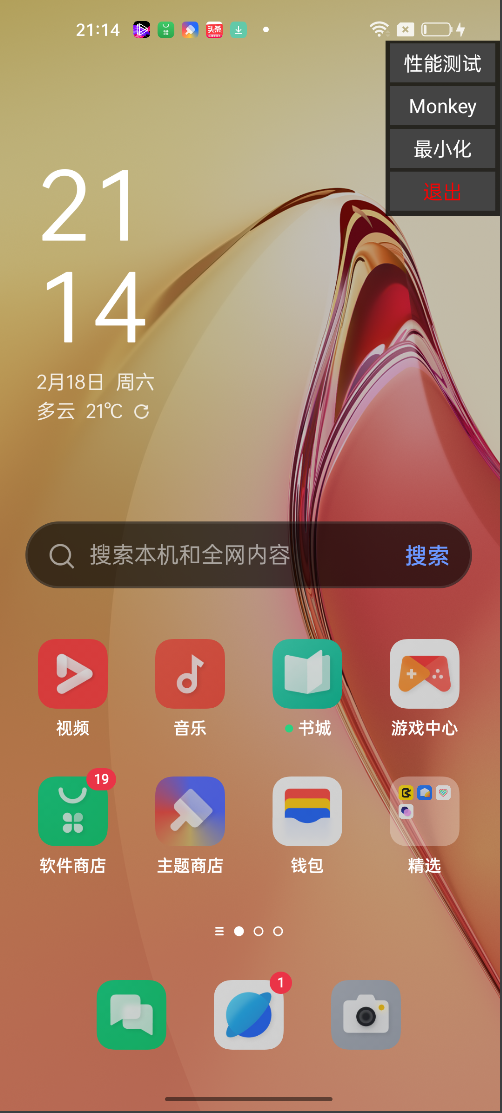 21:14
头条
性能测试
Monkey
最小化
退出
21
14
2月18日 周六
多云 21℃
搜索本机和全网内容 搜索
视频 音乐 书城 游戏中心
19
软件商店 主题商店 钱包 精选
1